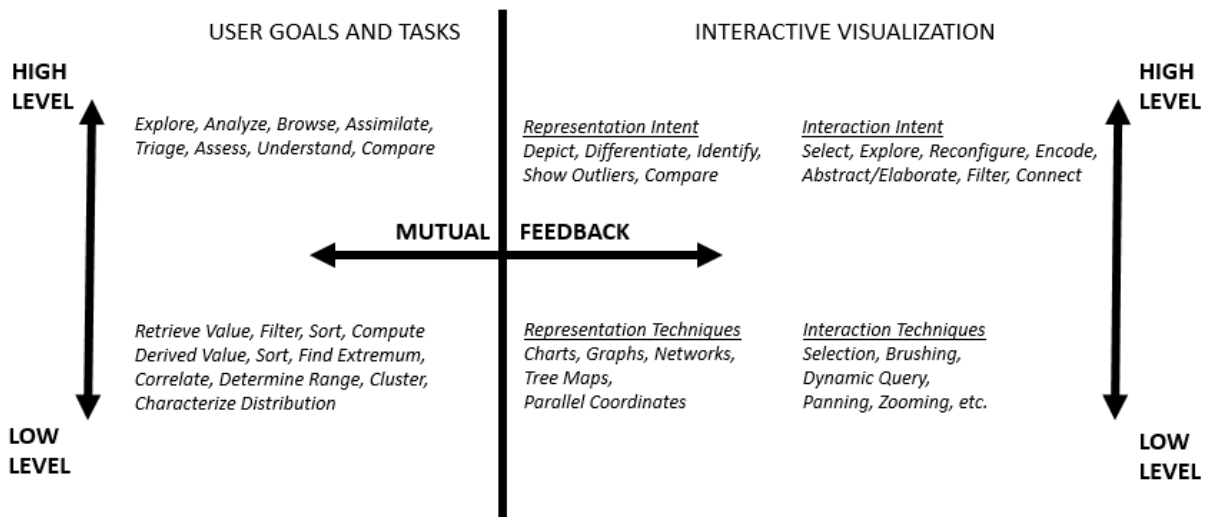 USER GOALS AND TASKS
INTERACTIVE VISUALIZATION
HIGH
LEVEL
HIGH
LEVEL
Explore, Analyze, Browse, Assimilate,
Triage, Assess, Understand, Compare
Representation Intent
Depict, Differentiate, Identify,
Show Outliers, Compare
Interaction Intent
Select, Explore, Reconfigure, Encode,
Abstract/Elaborate, Filter, Connect
MUTUAL FEEDBACK
Retrieve Value, Filter, Sort, Compute
Derived Value, Sort, Find Extremum,
Correlate, Determine Range, Cluster,
Characterize Distribution
Representation Techniques
Charts, Graphs, Networks,
Tree Maps,
Parallel Coordinates
Interaction Techniques
Selection, Brushing,
Dynamic Query,
Panning, Zooming, etc.
LOW
LEVEL
LOW
LEVEL